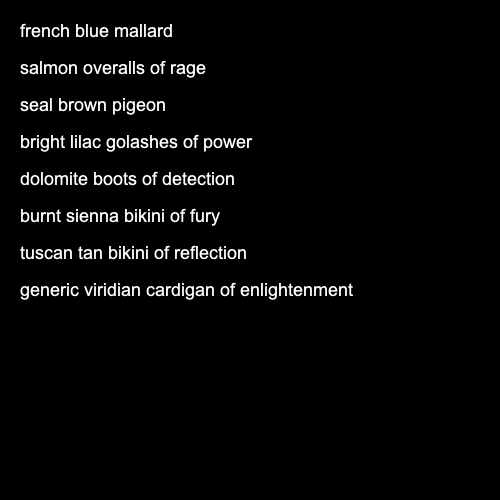 french blue mallard
salmon overalls of rage
seal brown pigeon
bright lilac golashes of power
dolomite boots of detection
burnt sienna bikini of fury
tuscan tan bikini of reflection
generic viridian cardigan of enlightenment